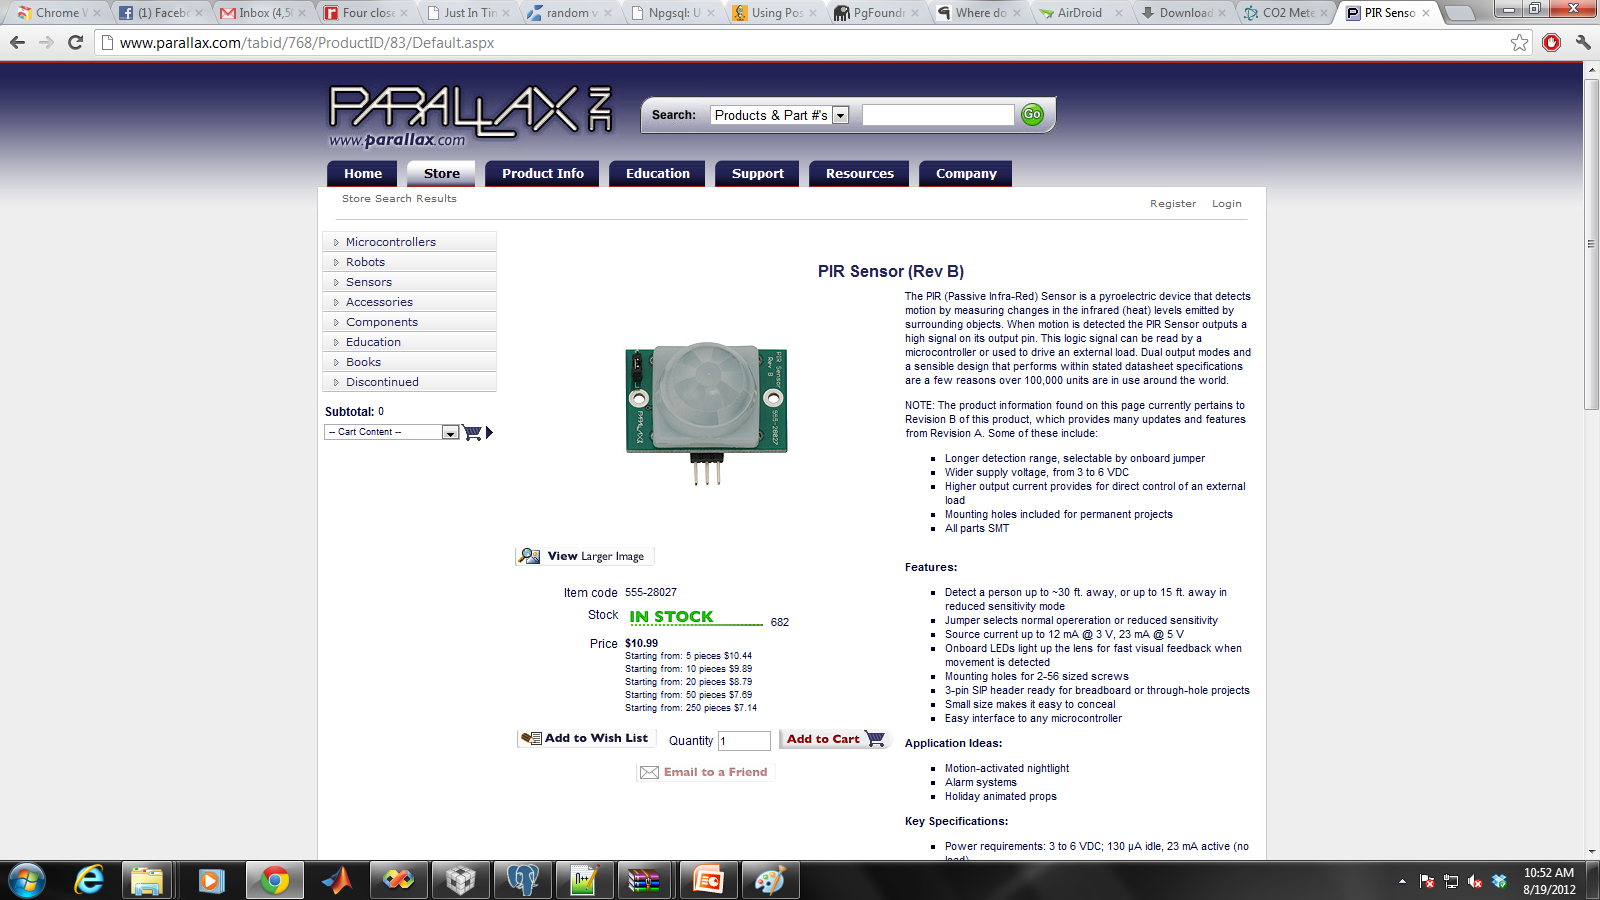 Chrome W
(1) Facebo
Inbox (4,50
Four close
Just In Tim
random v
Npgsql: U
Using Pos
PgFoundr
Where do
AirDroid
Download
CO2 Mete
PIR Senso
www.parallax.com/tabid/768/ProductID/83/Default.aspx
PARALLAX INC
www.parallax.com
Search:
Products & Part #'s
Go
Home
Store
Product Info
Education
Support
Resources
Company
Store Search Results
Register
Login
Microcontrollers
Robots
Sensors
Accessories
Components
Education
Books
Discontinued
Subtotal: 0
-- Cart Content --
PIR Sensor (Rev B)
PIR Sensor
Rev B
PARALLAX
555-28027
View Larger Image
Item code 555-28027
Stock IN STOCK 682
Price $10.99
Starting from: 5 pieces $10.44
Starting from: 10 pieces $9.89
Starting from: 20 pieces $8.79
Starting from: 50 pieces $7.69
Starting from: 250 pieces $7.14
Add to Wish List
Quantity 1
Add to Cart
Email to a Friend
The PIR (Passive Infra-Red) Sensor is a pyroelectric device that detects
motion by measuring changes in the infrared (heat) levels emitted by
surrounding objects. When motion is detected the PIR Sensor outputs a
high signal on its output pin. This logic signal can be read by a
microcontroller or used to drive an external load. Dual output modes and
a sensible design that performs within stated datasheet specifications
are a few reasons over 100,000 units are in use around the world.
NOTE: The product information found on this page currently pertains to
Revision B of this product, which provides many updates and features
from Revision A. Some of these include:
Longer detection range, selectable by onboard jumper
Wider supply voltage, from 3 to 6 VDC
Higher output current provides for direct control of an external
load
Mounting holes included for permanent projects
All parts SMT
Features:
Detect a person up to ~30 ft. away, or up to 15 ft. away in
reduced sensitivity mode
Jumper selects normal opereration or reduced sensitivity
Source current up to 12 mA @ 3 V, 23 mA @ 5 V
Onboard LEDs light up the lens for fast visual feedback when
movement is detected
Mounting holes for 2-56 sized screws
3-pin SIP header ready for breadboard or through-hole projects
Small size makes it easy to conceal
Easy interface to any microcontroller
Application Ideas:
Motion-activated nightlight
Alarm systems
Holiday animated props
Key Specifications:
Power requirements: 3 to 6 VDC; 130 µA idle, 23 mA active (no
load)
10:52 AM
8/19/2012